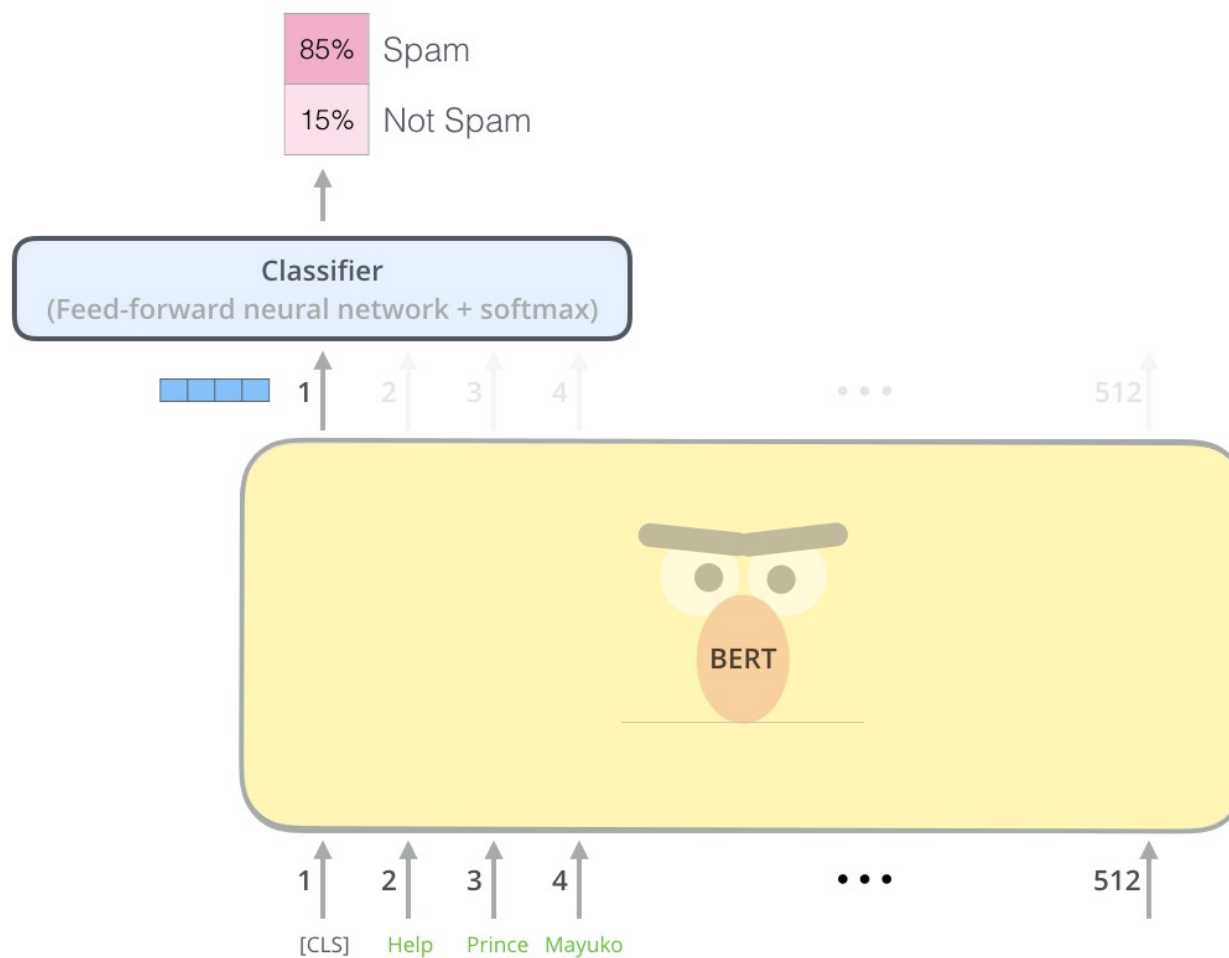 85% Spam
15% Not Spam
Classifier
(Feed-forward neural network + softmax)
1 2 3 4 ••• 512
BERT
1 2 3 4 ••• 512
[CLS] Help Prince Mayuko